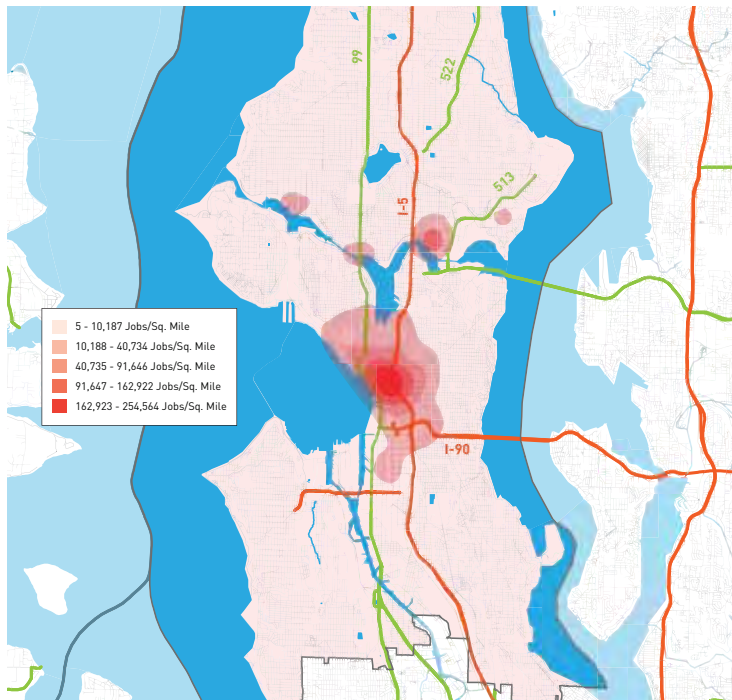 99
522
513
I-5
5 - 10,187 Jobs/Sq. Mile
10,188 - 40,734 Jobs/Sq. Mile
40,735 - 91,646 Jobs/Sq. Mile
91,647 - 162,922 Jobs/Sq. Mile
162,923 - 254,564 Jobs/Sq. Mile
I-90